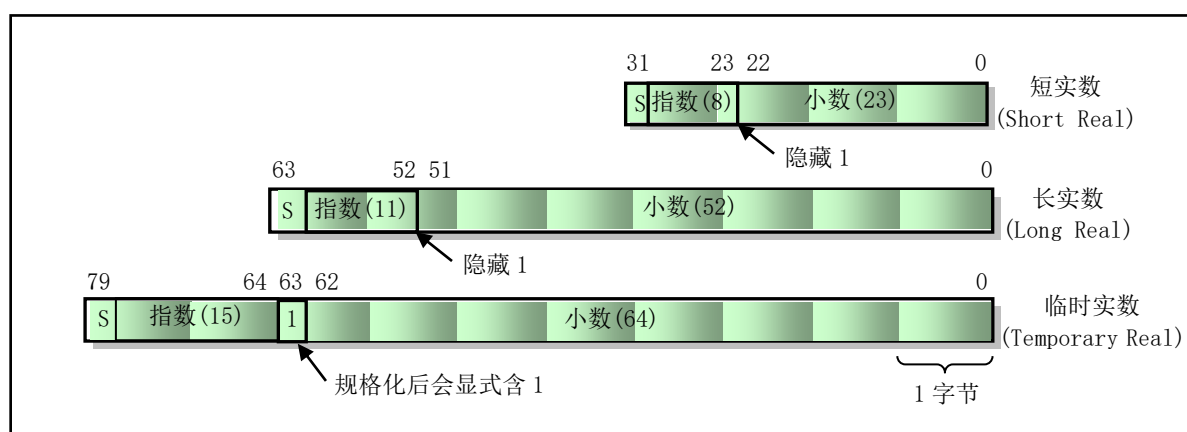 31 23 22 0
S 指数(8) 小数(23)
短实数
(Short Real)
隐藏 1
63 52 51 0
S 指数(11) 小数(52)
长实数
(Long Real)
隐藏 1
79 64 63 62 0
S 指数(15) 1 小数(64)
临时实数
(Temporary Real)
规格化后会显式含 1
1 字节